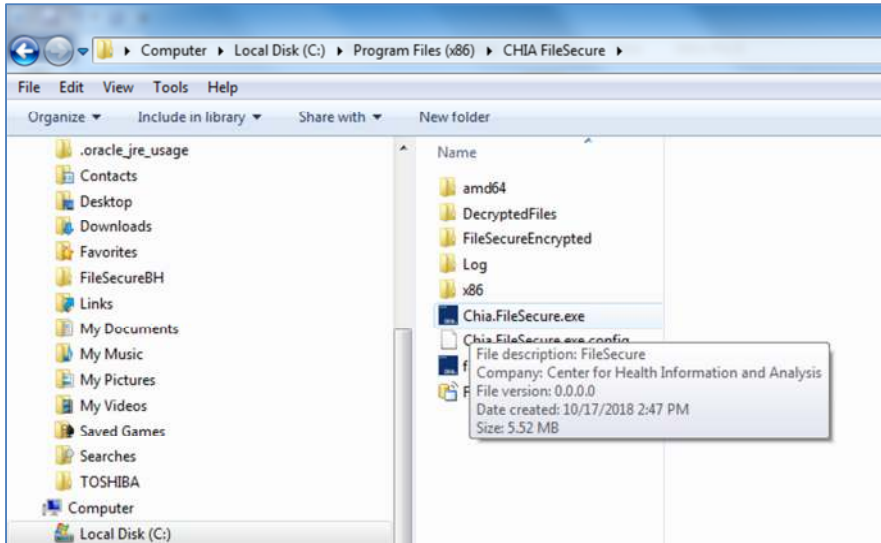 Computer ▸ Local Disk (C:) ▸ Program Files (x86) ▸ CHIA FileSecure ▸
File Edit View Tools Help
Organize ▾ Include in library ▾ Share with ▾ New folder
.oracle_jre_usage
Contacts
Desktop
Downloads
Favorites
FileSecureBH
Links
My Documents
My Music
My Pictures
My Videos
Saved Games
Searches
TOSHIBA
Computer
Local Disk (C:)
Name
amd64
DecryptedFiles
FileSecureEncrypted
Log
x86
Chia.FileSecure.exe
Chia.FileSecure.exe.config
f
F
File description: FileSecure
Company: Center for Health Information and Analysis
File version: 0.0.0.0
Date created: 10/17/2018 2:47 PM
Size: 5.52 MB